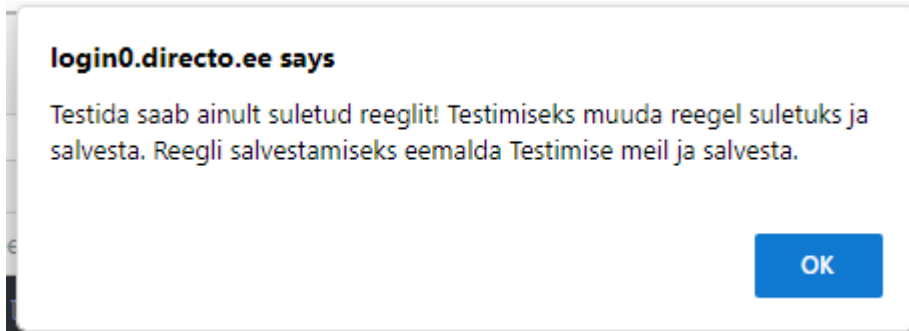 login0.directo.ee says
Testida saab ainult suletud reeglit! Testimiseks muuda reegel suletuks ja
salvesta. Reegli salvestamiseks eemalda Testimise meil ja salvesta.
OK